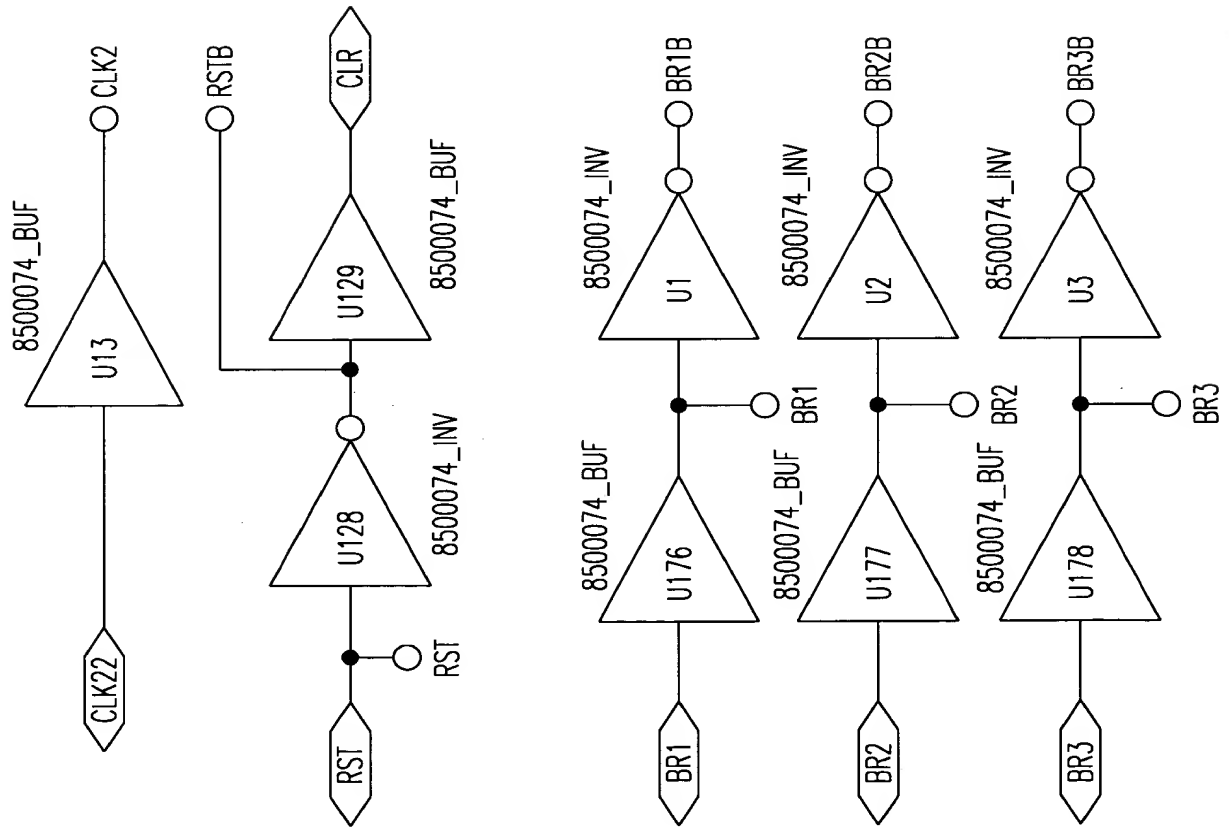 8500074_BUF
CLK22
U13
CLK2
RSTB
RST
RST
U128
8500074_INV
U129
8500074_BUF
CLR
8500074_BUF
8500074_INV
BR1
U176
BR1
U1
BR1B
8500074_BUF
8500074_INV
BR2
U177
BR2
U2
BR2B
8500074_BUF
8500074_INV
BR3
U178
BR3
U3
BR3B